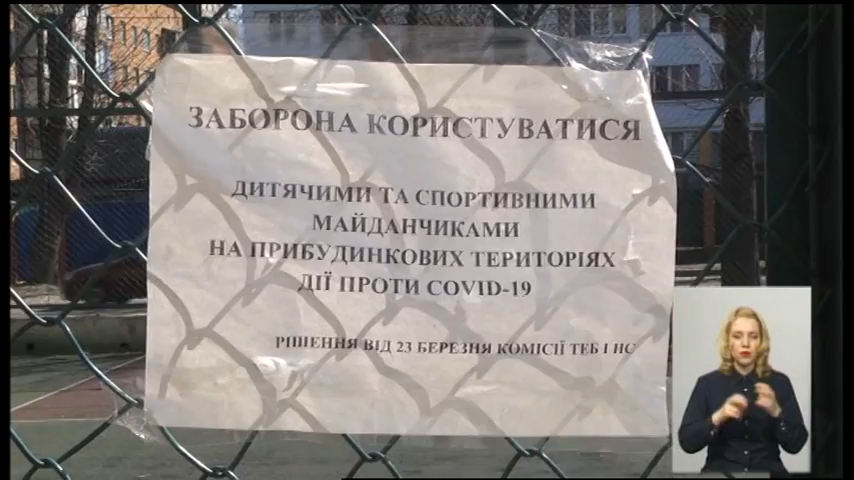 ЗАБОРОНА КОРИСТУВАТИСЯ
ДИТЯЧИМИ ТА СПОРТИВНИМИ
МАЙДАНЧИКАМИ
НА ПРИБУДИНКОВИХ ТЕРИТОРІЯХ
ДІЇ ПРОТИ COVID-19
РІШЕННЯ ВІД 23 БЕРЕЗНЯ КОМІСІЇ ТЕБ І НС